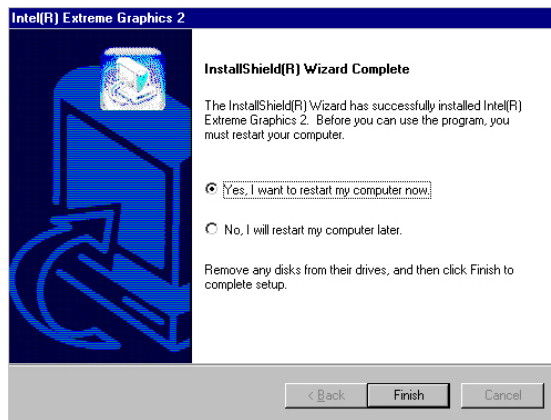 Intel(R) Extreme Graphics 2
InstallShield(R) Wizard Complete
The InstallShield(R) Wizard has successfully installed Intel(R)
Extreme Graphics 2. Before you can use the program, you
must restart your computer.
Yes, I want to restart my computer now.
No, I will restart my computer later.
Remove any disks from their drives, and then click Finish to
complete setup.
< Back
Finish
Cancel